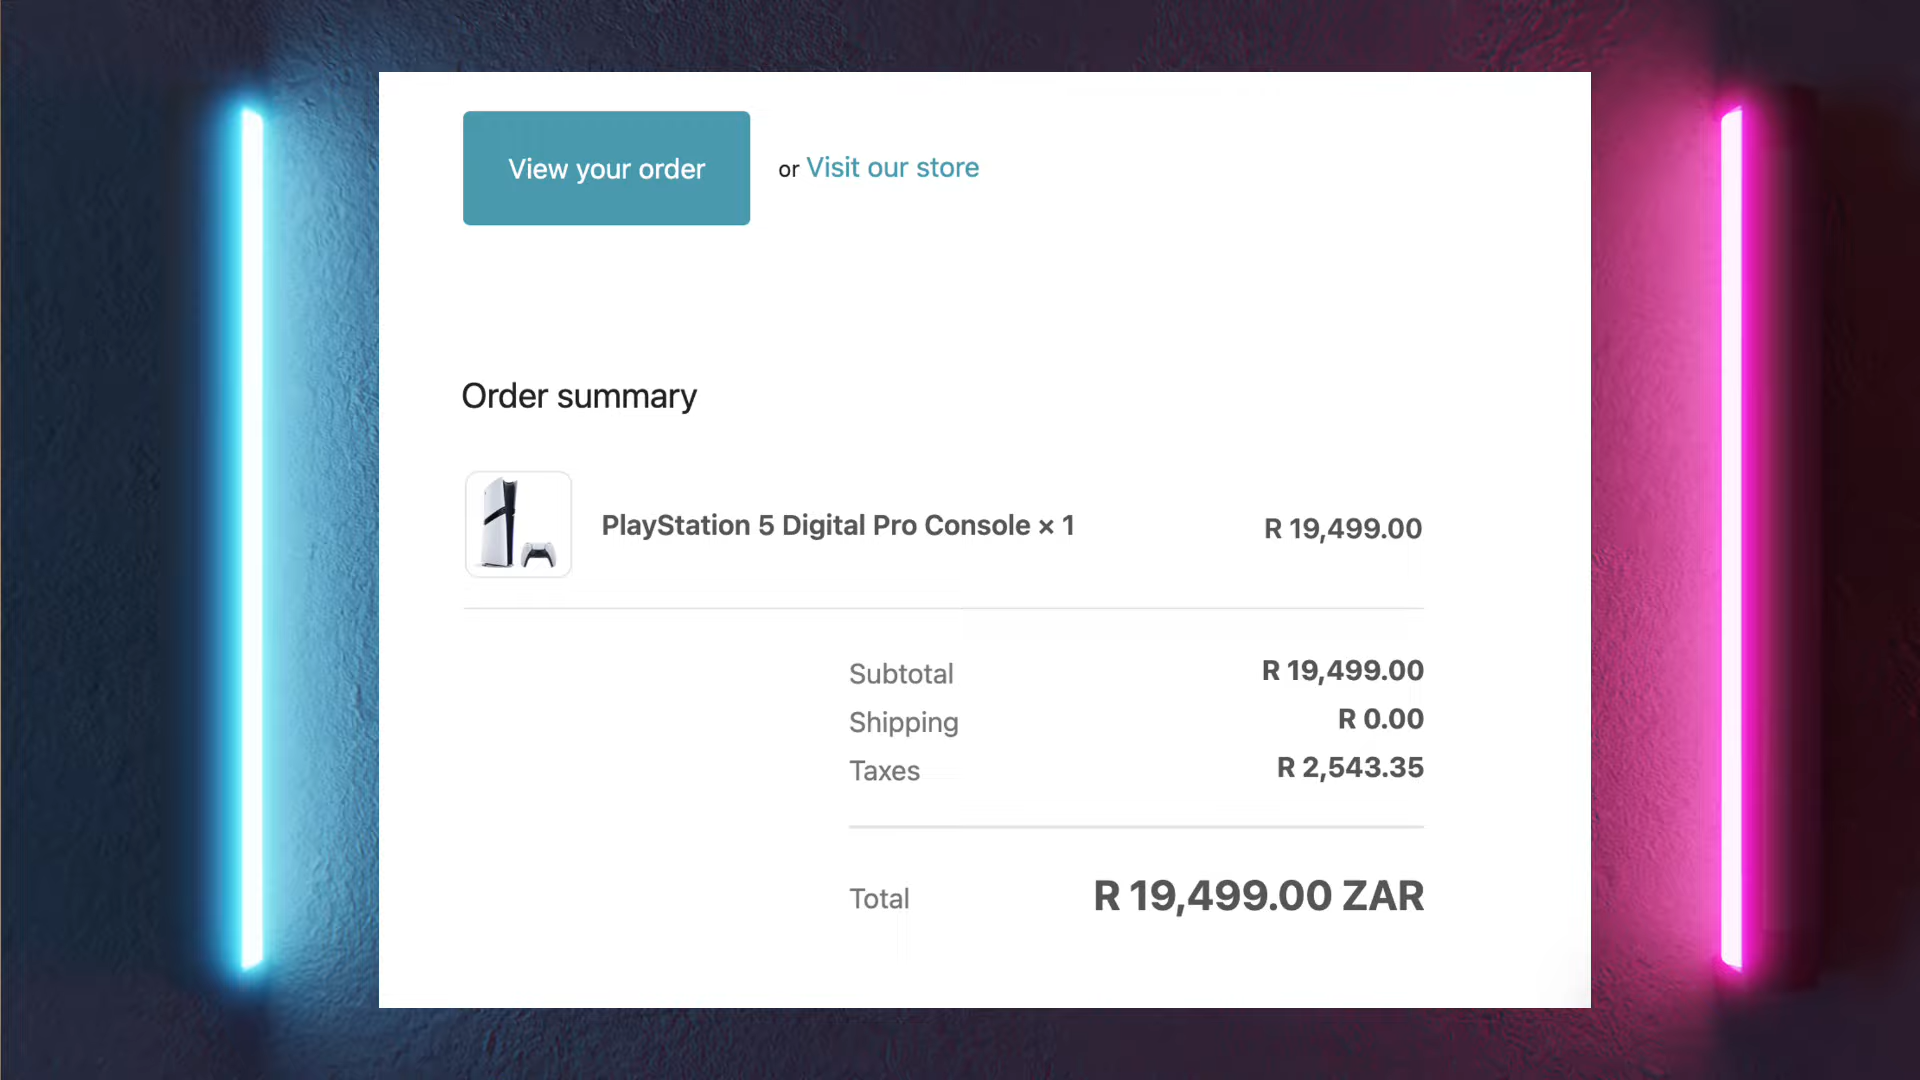 View your order or Visit our store
Order summary
PlayStation 5 Digital Pro Console × 1 R 19,499.00
Subtotal R 19,499.00
Shipping R 0.00
Taxes R 2,543.35
Total R 19,499.00 ZAR